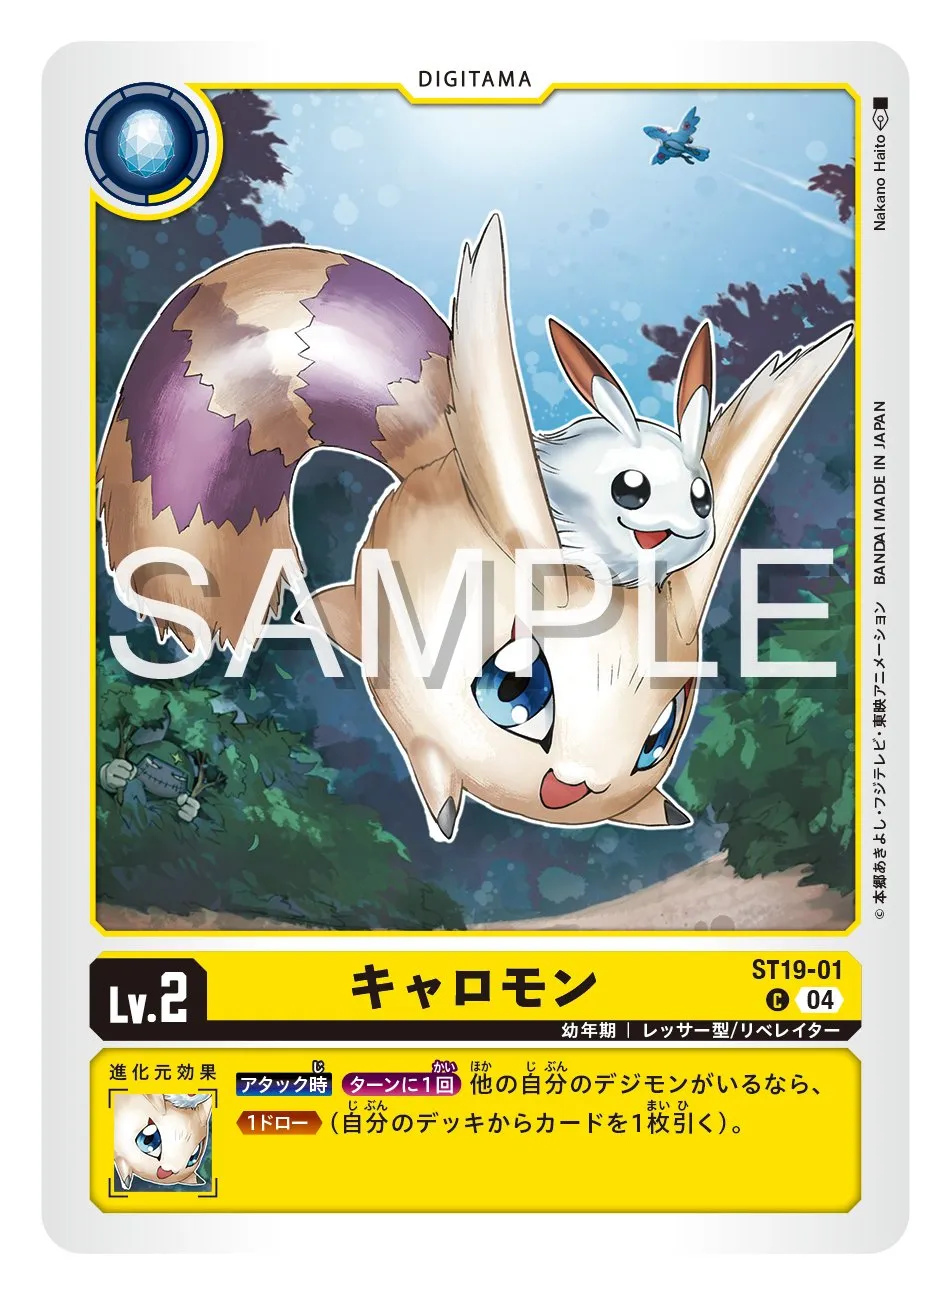 DIGITAMA
Nakano Haito
BANDAI MADE IN JAPAN
© 本郷あきよし・フジテレビ・東映アニメーション
SAMPLE
Lv.2
キャロモン
ST19-01
C 04
幼年期 | レッサー型/リベレイター
進化元効果
アタック時 ターンに1回 他の自分のデジモンがいるなら、
1ドロー (自分のデッキからカードを1枚引く)。